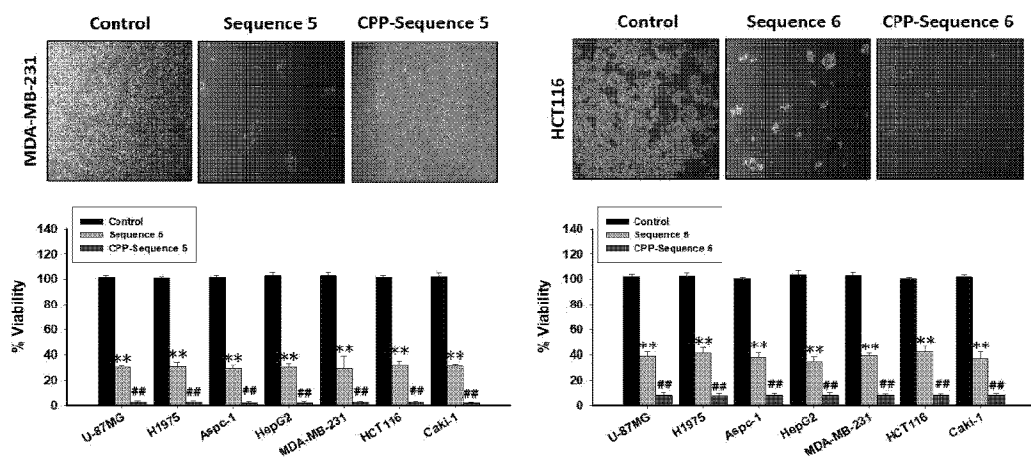 Control Sequence 5 CPP-Sequence 5
MDA-MB-231
Control
Sequence 5
CPP-Sequence 5
% Viability
140
120
100
80
60
40
20
0
** ** ** ** ** ** **
## ## ## ## ## ## ##
U-87MG H1975 Aspc-1 HepG2 MDA-MB-231 HCT116 Caki-1
Control Sequence 6 CPP-Sequence 6
HCT116
Control
Sequence 6
CPP-Sequence 6
% Viability
140
120
100
80
60
40
20
0
** ** ** ** ** ** **
## ## ## ## ## ## ##
U-87MG H1975 Aspc-1 HepG2 MDA-MB-231 HCT116 Caki-1